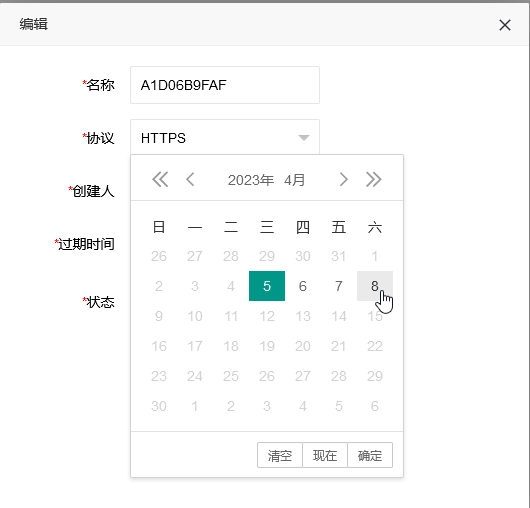 编辑
*名称 A1D06B9FAF
*协议 HTTPS
*创建人
*过期时间
*状态
2023年 4月
日 一 二 三 四 五 六
26 27 28 29 30 31 1
2 3 4 5 6 7 8
9 10 11 12 13 14 15
16 17 18 19 20 21 22
23 24 25 26 27 28 29
30 1 2 3 4 5 6
清空 现在 确定